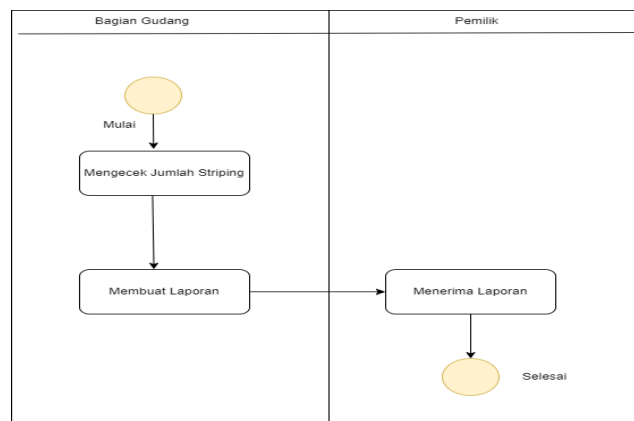 Bagian Gudang
Pemilik
Mulai
Mengecek Jumlah Striping
Membuat Laporan
Menerima Laporan
Selesai